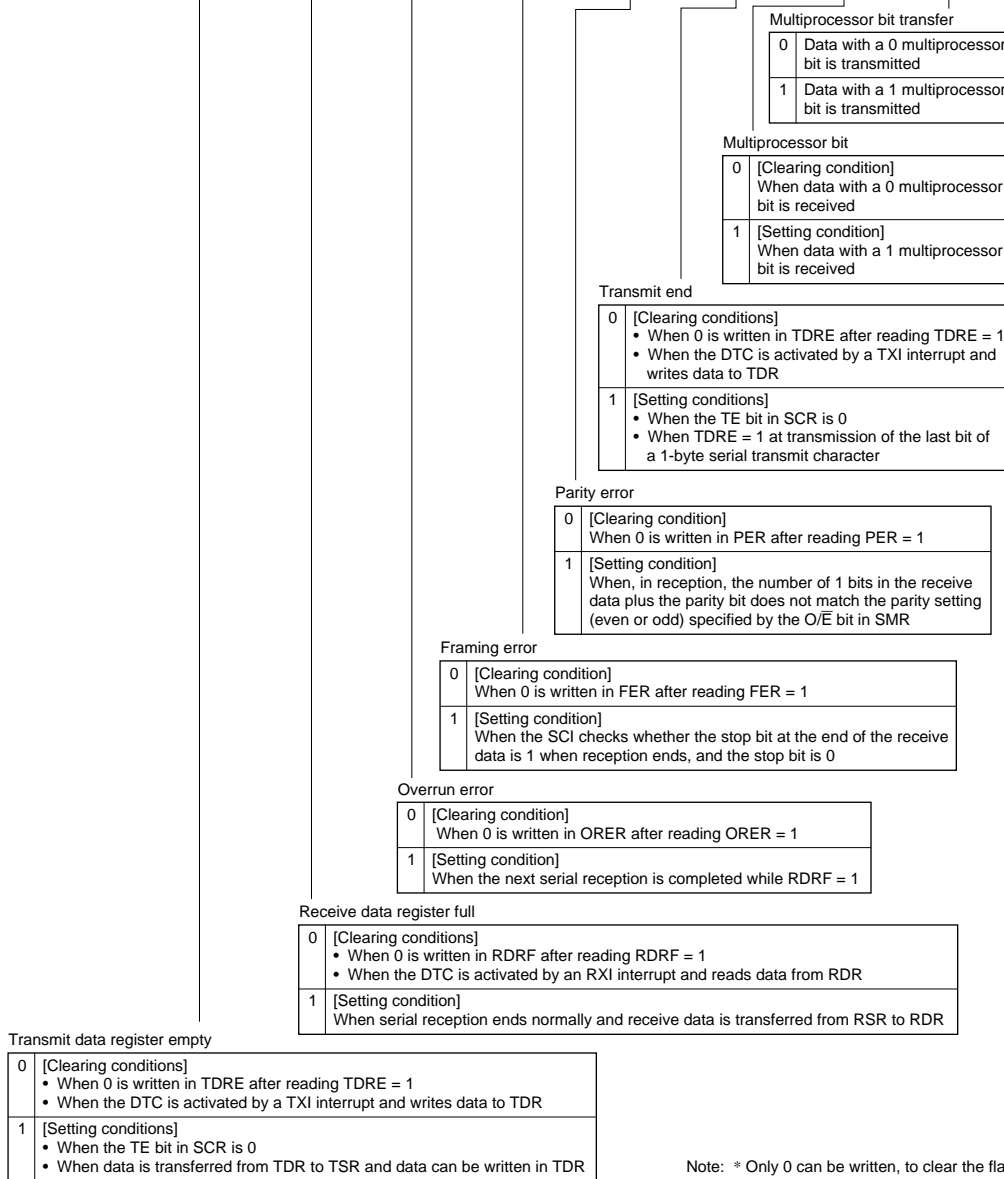 Multiprocessor bit transfer
0 Data with a 0 multiprocessor
bit is transmitted
1 Data with a 1 multiprocessor
bit is transmitted
Multiprocessor bit
0 [Clearing condition]
When data with a 0 multiprocessor
bit is received
1 [Setting condition]
When data with a 1 multiprocessor
bit is received
Transmit end
0 [Clearing conditions]
• When 0 is written in TDRE after reading TDRE = 1
• When the DTC is activated by a TXI interrupt and
writes data to TDR
1 [Setting conditions]
• When the TE bit in SCR is 0
• When TDRE = 1 at transmission of the last bit of
a 1-byte serial transmit character
Parity error
0 [Clearing condition]
When 0 is written in PER after reading PER = 1
1 [Setting condition]
When, in reception, the number of 1 bits in the receive
data plus the parity bit does not match the parity setting
(even or odd) specified by the O/E̅ bit in SMR
Framing error
0 [Clearing condition]
When 0 is written in FER after reading FER = 1
1 [Setting condition]
When the SCI checks whether the stop bit at the end of the receive
data is 1 when reception ends, and the stop bit is 0
Overrun error
0 [Clearing condition]
When 0 is written in ORER after reading ORER = 1
1 [Setting condition]
When the next serial reception is completed while RDRF = 1
Receive data register full
0 [Clearing conditions]
• When 0 is written in RDRF after reading RDRF = 1
• When the DTC is activated by an RXI interrupt and reads data from RDR
1 [Setting condition]
When serial reception ends normally and receive data is transferred from RSR to RDR
Transmit data register empty
0 [Clearing conditions]
• When 0 is written in TDRE after reading TDRE = 1
• When the DTC is activated by a TXI interrupt and writes data to TDR
1 [Setting conditions]
• When the TE bit in SCR is 0
• When data is transferred from TDR to TSR and data can be written in TDR
Note: * Only 0 can be written, to clear the